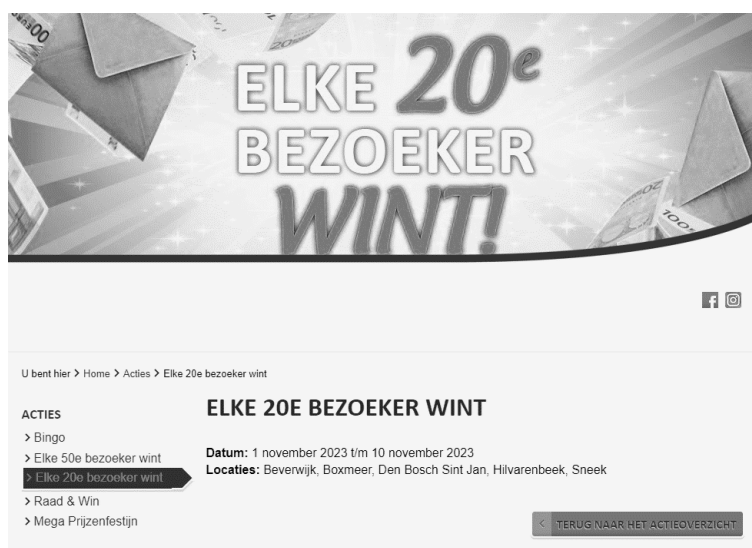 ELKE 20e
BEZOEKER
WINT!
U bent hier > Home > Acties > Elke 20e bezoeker wint
ACTIES
> Bingo
> Elke 50e bezoeker wint
> Elke 20e bezoeker wint
> Raad & Win
> Mega Prijzenfestijn
ELKE 20E BEZOEKER WINT
Datum: 1 november 2023 t/m 10 november 2023
Locaties: Beverwijk, Boxmeer, Den Bosch Sint Jan, Hilvarenbeek, Sneek
< TERUG NAAR HET ACTIEOVERZICHT